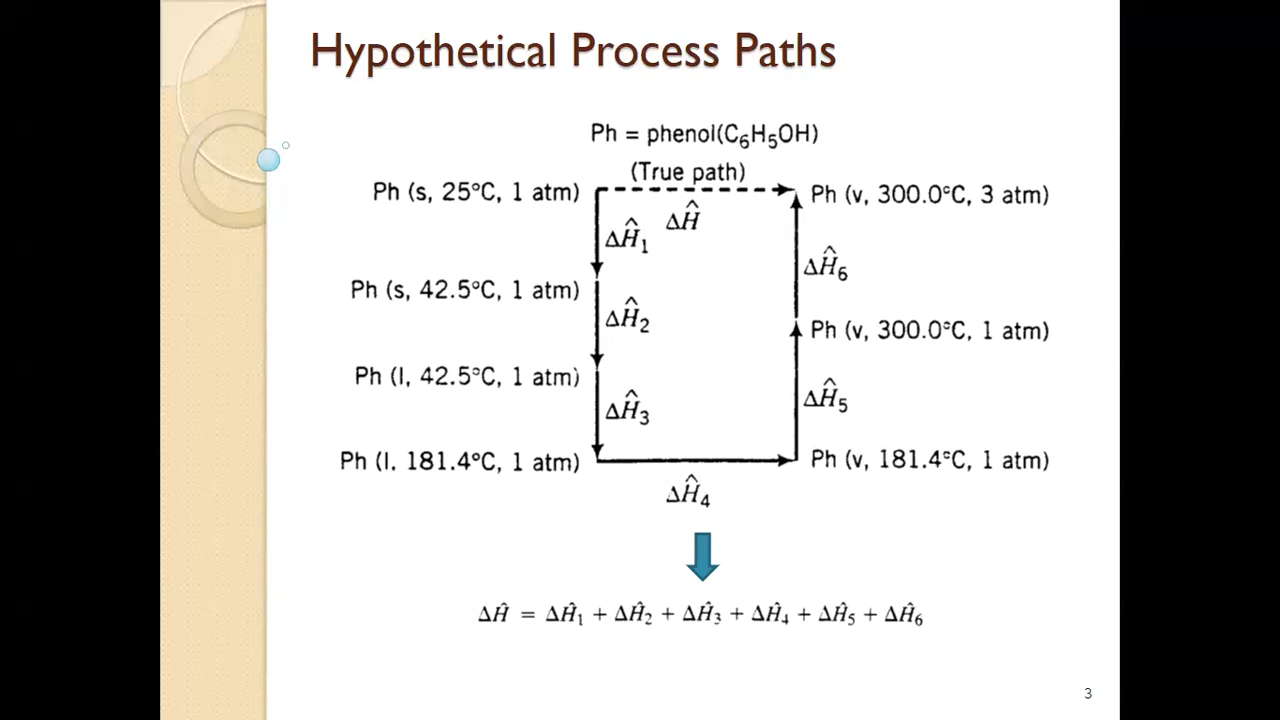 Hypothetical Process Paths
Ph = phenol(C₆H₅OH)
(True path)
Ph (s, 25°C, 1 atm)
Ph (v, 300.0°C, 3 atm)
ΔĤ
ΔĤ₁
ΔĤ₆
Ph (s, 42.5°C, 1 atm)
ΔĤ₂
Ph (v, 300.0°C, 1 atm)
Ph (l, 42.5°C, 1 atm)
ΔĤ₃
ΔĤ₅
Ph (l, 181.4°C, 1 atm)
Ph (v, 181.4°C, 1 atm)
ΔĤ₄
ΔĤ = ΔĤ₁ + ΔĤ₂ + ΔĤ₃ + ΔĤ₄ + ΔĤ₅ + ΔĤ₆
3